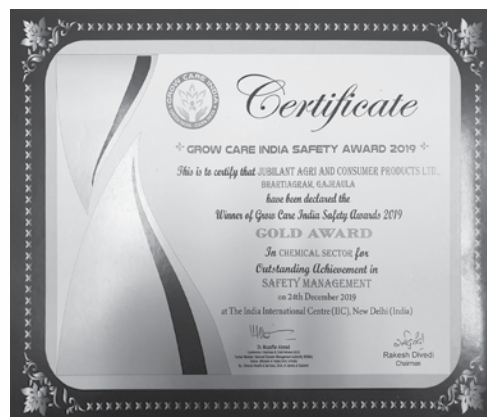 GROW CARE INDIA
Certificate
GROW CARE INDIA SAFETY AWARD 2019
This is to certify that JUBILANT AGRI AND CONSUMER PRODUCTS LTD.,
BHARTIAGRAM, GAJRAULA
have been declared the
Winner of Grow Care India Safety Awards 2019
GOLD AWARD
In CHEMICAL SECTOR for
Outstanding Achievement in
SAFETY MANAGEMENT
on 24th December 2019
at The India International Centre (IIC), New Delhi (India)
Rakesh Divedi
Chairman